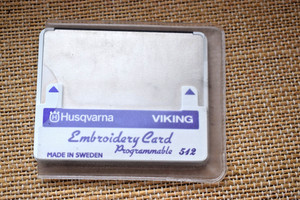 Husqvarna VIKING
Embroidery Card
Programmable 512
MADE IN SWEDEN